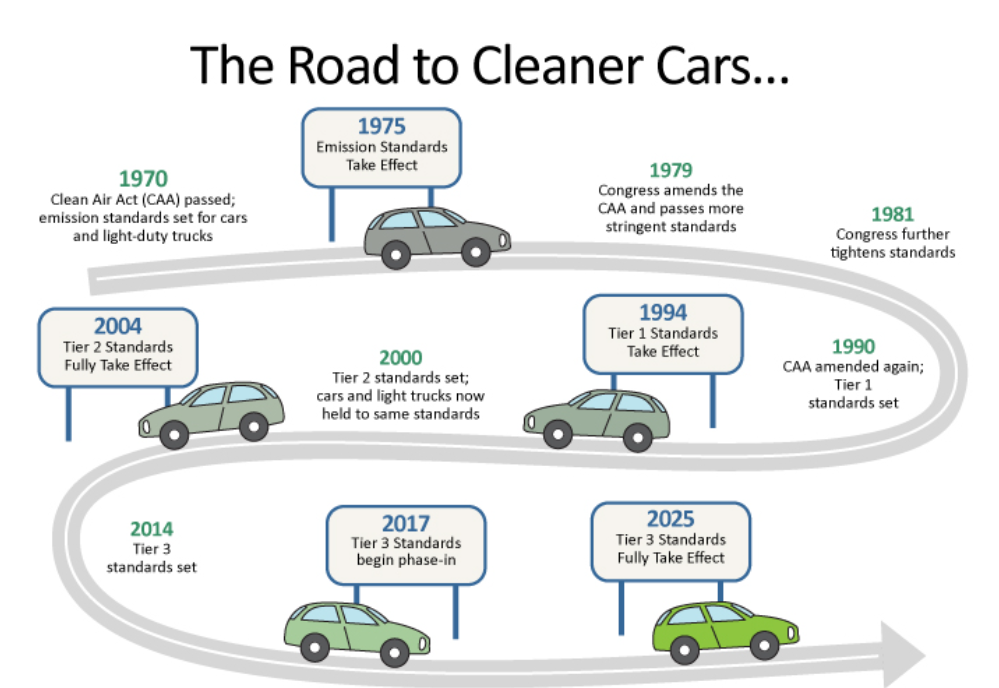 The Road to Cleaner Cars...
1970
Clean Air Act (CAA) passed;
emission standards set for cars
and light-duty trucks
1975
Emission Standards
Take Effect
1979
Congress amends the
CAA and passes more
stringent standards
1981
Congress further
tightens standards
1990
CAA amended again;
Tier 1
standards set
1994
Tier 1 Standards
Take Effect
2000
Tier 2 standards set;
cars and light trucks now
held to same standards
2004
Tier 2 Standards
Fully Take Effect
2014
Tier 3
standards set
2017
Tier 3 Standards
begin phase-in
2025
Tier 3 Standards
Fully Take Effect